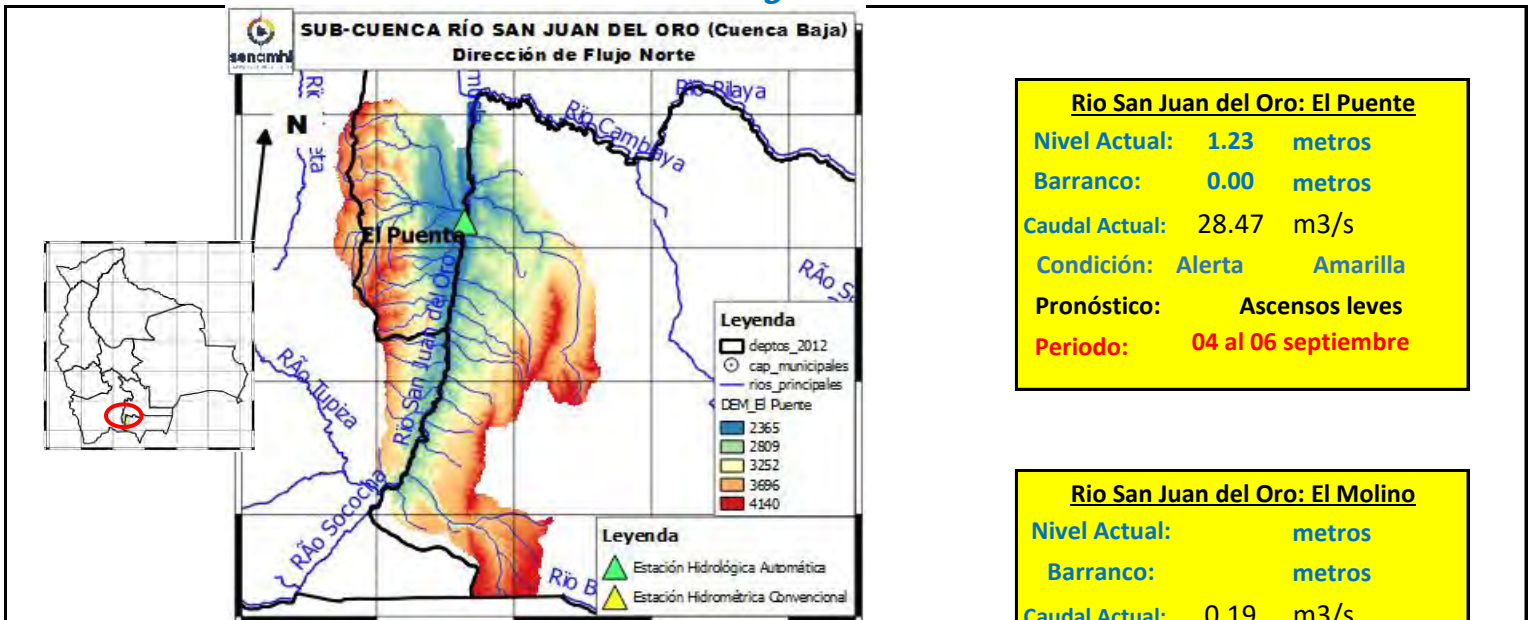 SUB-CUENCA RÍO SAN JUAN DEL ORO (Cuenca Baja)
Dirección de Flujo Norte
senamhi
N
Río Pilaya
Río Camblaya
El Puente
Río San Juan del Oro
RÃo Tupiza
RÃo Sococha
Leyenda
deptos_2012
cap_municipales
rios_principales
DEM_El Puente
2365
2809
3252
3696
4140
Leyenda
Estación Hidrológica Automática
Estación Hidrométrica Convencional
Rio San Juan del Oro: El Puente
Nivel Actual: 1.23 metros
Barranco: 0.00 metros
Caudal Actual: 28.47 m3/s
Condición: Alerta Amarilla
Pronóstico: Ascensos leves
Periodo: 04 al 06 septiembre
Rio San Juan del Oro: El Molino
Nivel Actual: metros
Barranco: metros
Caudal Actual: 0.19 m3/s